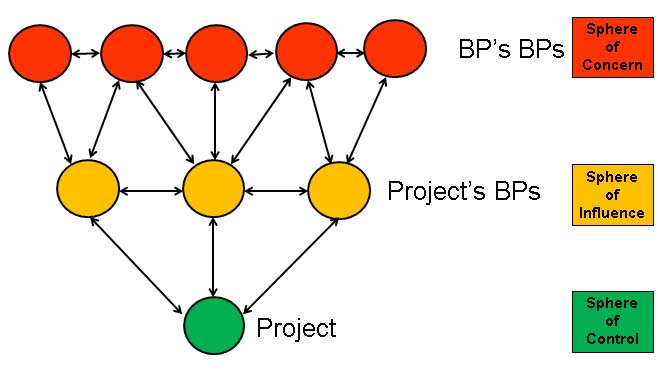 BP's BPs
Sphere
of
Concern
Project's BPs
Sphere
of
Influence
Project
Sphere
of
Control